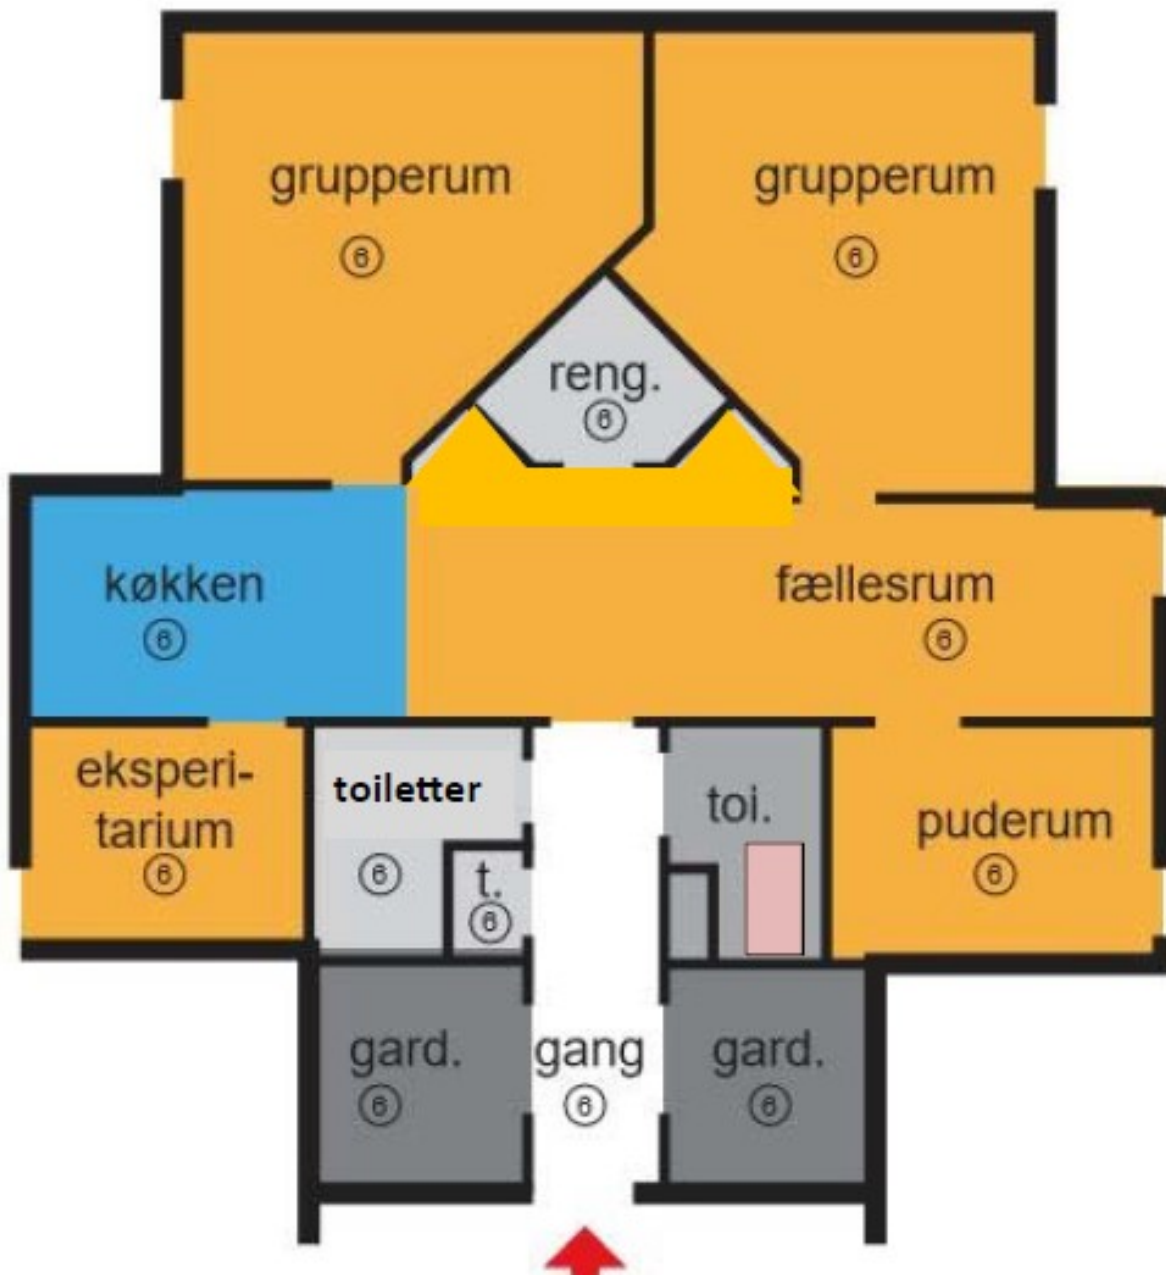 grupperum
⑥
grupperum
⑥
reng.
⑥
køkken
⑥
fællesrum
⑥
eksperi-
tarium
⑥
toiletter
⑥
t.
⑥
toi.
puderum
⑥
gard.
⑥
gang
⑥
gard.
⑥